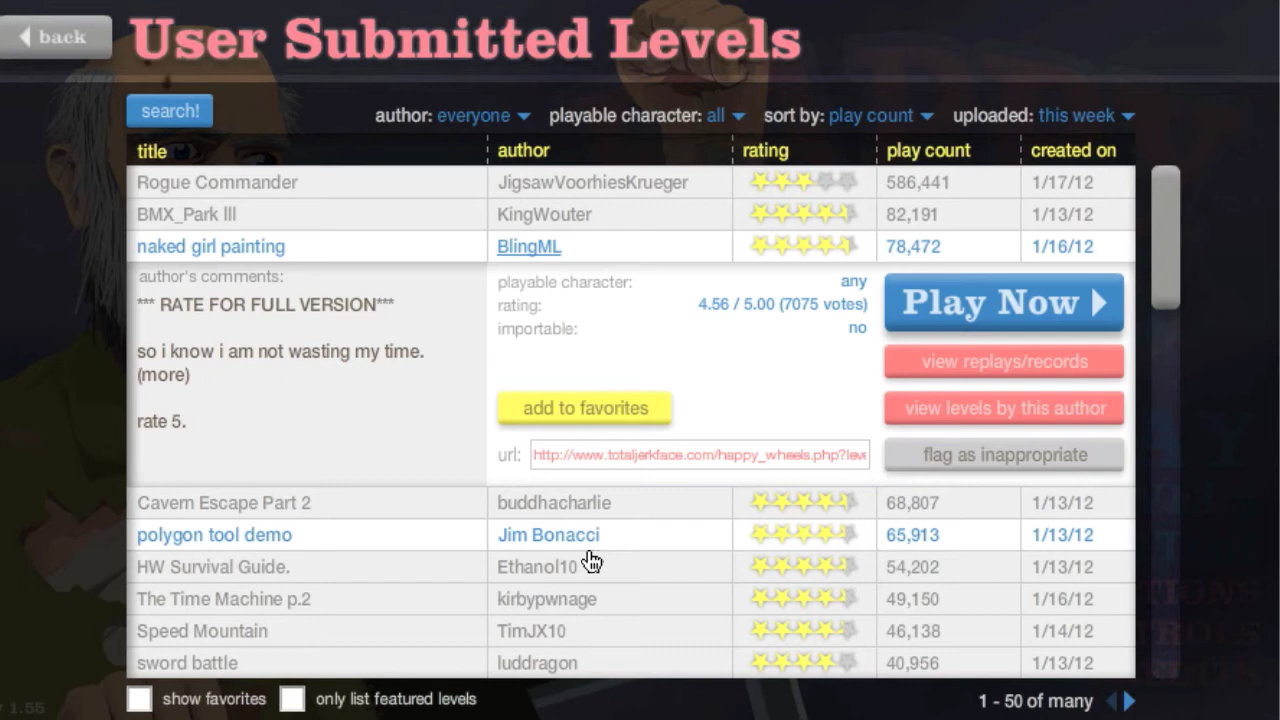 back
User Submitted Levels
search!
author: everyone playable character: all sort by: play count uploaded: this week
title author rating play count created on
Rogue Commander JigsawVoorhiesKrueger 586,441 1/17/12
BMX_Park lll KingWouter 82,191 1/13/12
naked girl painting BlingML 78,472 1/16/12
author's comments:
*** RATE FOR FULL VERSION***
so i know i am not wasting my time.
(more)
rate 5.
playable character: any
rating: 4.56 / 5.00 (7075 votes)
importable: no
add to favorites
url: http://www.totaljerkface.com/happy_wheels.php?leve
Play Now
view replays/records
view levels by this author
flag as inappropriate
Cavern Escape Part 2 buddhacharlie 68,807 1/13/12
polygon tool demo Jim Bonacci 65,913 1/13/12
HW Survival Guide. Ethanol10 54,202 1/13/12
The Time Machine p.2 kirbypwnage 49,150 1/16/12
Speed Mountain TimJX10 46,138 1/14/12
sword battle luddragon 40,956 1/13/12
show favorites only list featured levels 1 - 50 of many
1.55